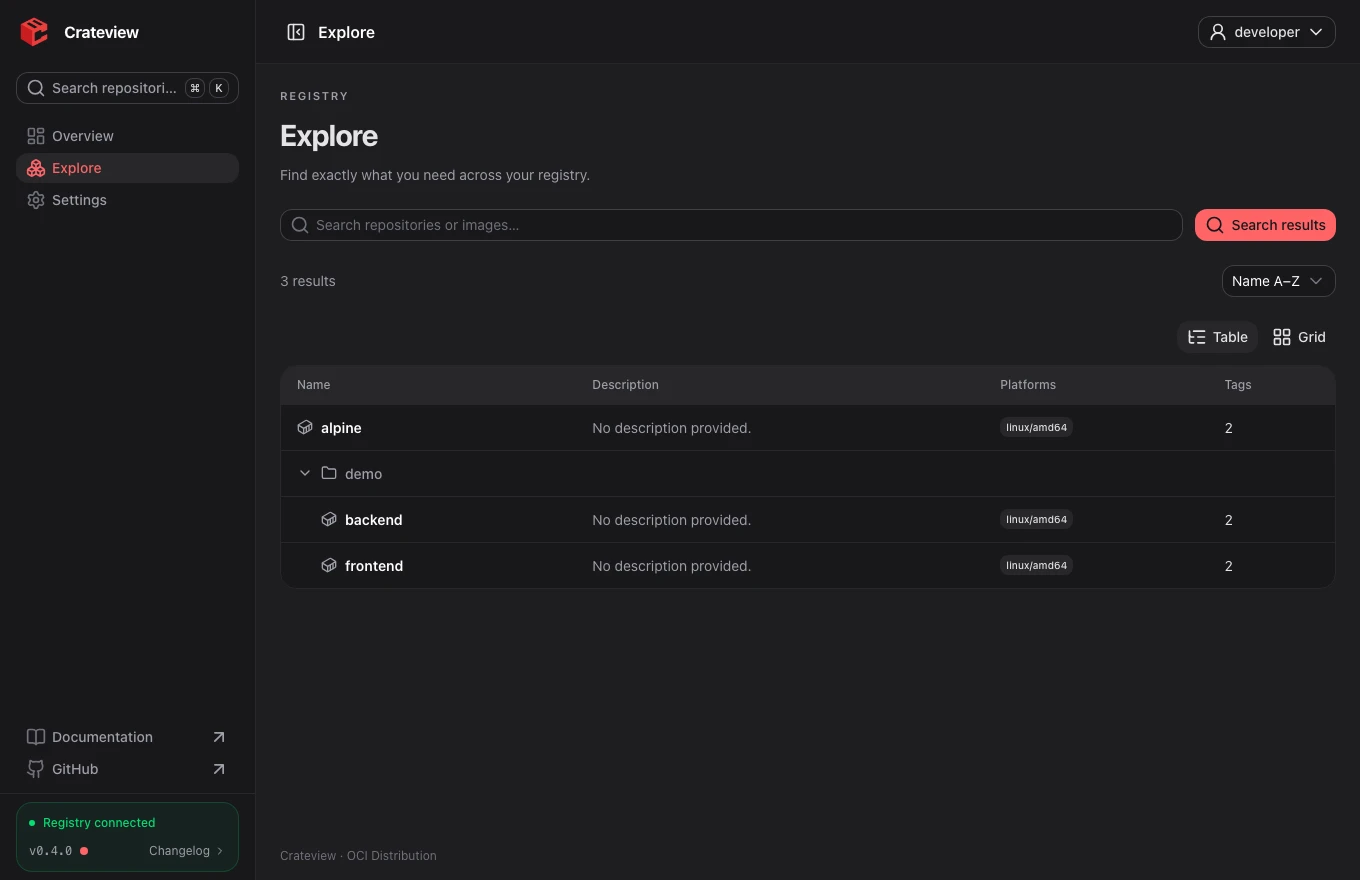 Crateview
Search repositori... ⌘ K
Overview
Explore
Settings
Documentation
GitHub
Registry connected
v0.4.0 Changelog
Explore
developer
REGISTRY
Explore
Find exactly what you need across your registry.
Search repositories or images...
Search results
3 results
Name A–Z
Table Grid
Name Description Platforms Tags
alpine No description provided. linux/amd64 2
demo
backend No description provided. linux/amd64 2
frontend No description provided. linux/amd64 2
Crateview · OCI Distribution